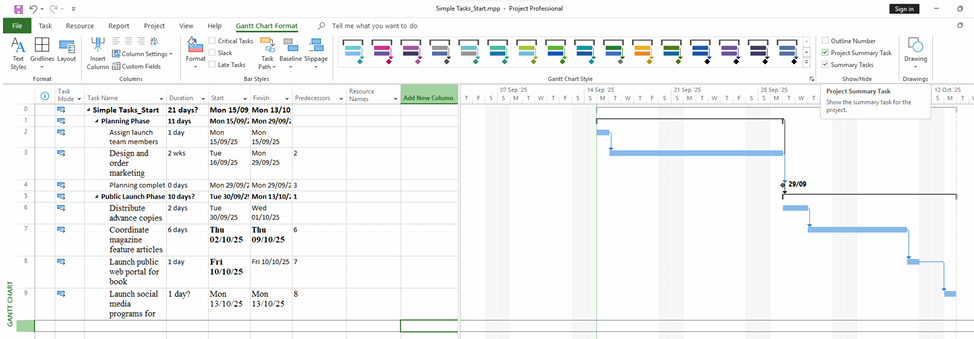 Simple Tasks_Start.mpp - Project Professional
Sign in
File Task Resource Report Project View Help Gantt Chart Format Tell me what you want to do
Text Styles
Gridlines
Layout
Format
Insert Column
Column Settings
Custom Fields
Columns
Format
Critical Tasks
Slack
Late Tasks
Task Path
Baseline
Slippage
Bar Styles
Gantt Chart Style
Outline Number
Project Summary Task
Summary Tasks
Show/Hide
Drawing
Drawings
Project Summary Task
Show the summary task for the
project.
Task Mode
Task Name
Duration
Start
Finish
Predecessors
Resource Names
Add New Column
07 Sep '25 14 Sep '25 21 Sep '25 28 Sep '25 12 Oct '25
T F S S M T W T F S S M T W T F S S M T W T F S S M T W T F S
S M T
0 Simple Tasks_Start 21 days? Mon 15/09/ Mon 13/10
1 Planning Phase 11 days Mon 15/09/ Mon 29/09/
2 Assign launch team members 1 day Mon 15/09/25 Mon 15/09/25
3 Design and order marketing 2 wks Tue 16/09/25 Mon 29/09/25 2
4 Planning complet 0 days Mon 29/09/2 Mon 29/09/2 3
5 Public Launch Phase 10 days? Tue 30/09/2 Mon 13/10/ 1
6 Distribute advance copies 2 days Tue 30/09/25 Wed 01/10/25
7 Coordinate magazine feature articles 6 days Thu 02/10/25 Thu 09/10/25 6
8 Launch public web portal for book 1 day Fri 10/10/25 Fri 10/10/25 7
9 Launch social media programs for 1 day? Mon 13/10/25 Mon 13/10/25 8
29/09
GANTT CHART